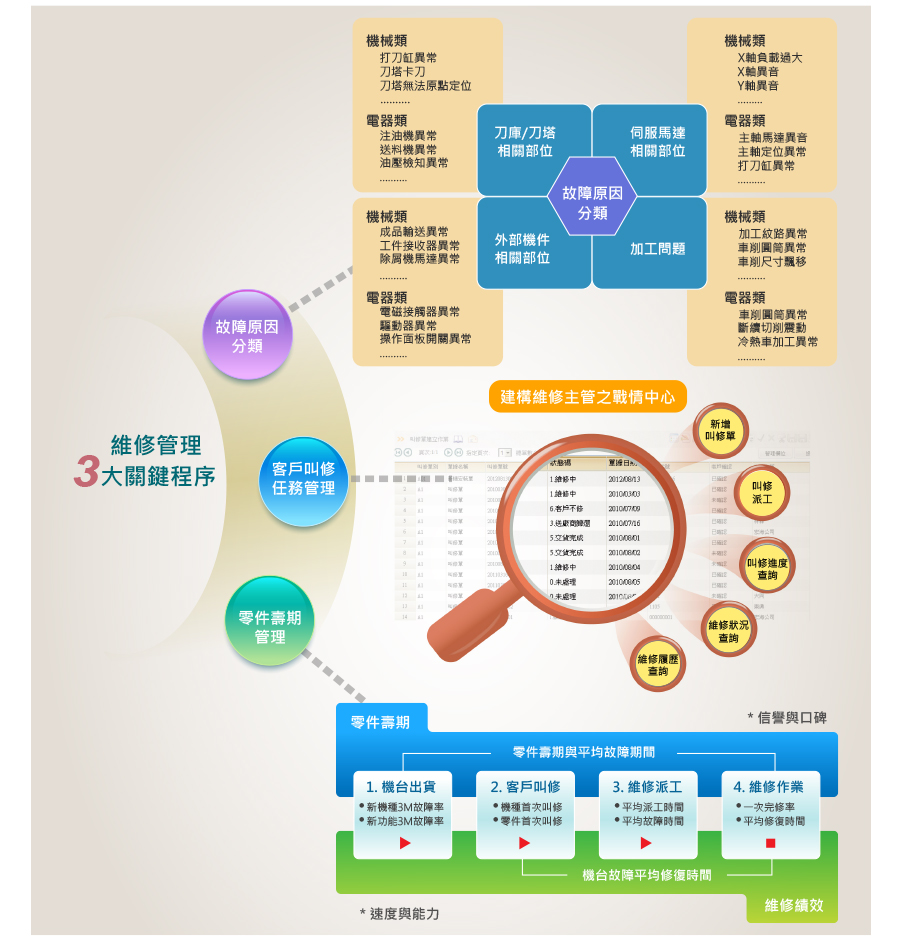 機械類
打刀缸異常
刀塔卡刀
刀塔無法原點定位
..........
電器類
注油機異常
送料機異常
油壓檢知異常
..........
機械類
X軸負載過大
X軸異音
Y軸異音
.........
電器類
主軸馬達異音
主軸定位異常
打刀缸異常
..........
刀庫/刀塔
相關部位
伺服馬達
相關部位
故障原因
分類
外部機件
相關部位
加工問題
機械類
成品輸送異常
工件接收器異常
除屑機馬達異常
..........
電器類
電磁接觸器異常
驅動器異常
操作面板開關異常
..........
機械類
加工紋路異常
車削圓筒異常
車削尺寸飄移
..........
電器類
車削圓筒異常
斷續切削震動
冷熱車加工異常
..........
故障原因
分類
維修管理
3大關鍵程序
客戶叫修
任務管理
零件壽期
管理
建構維修主管之戰情中心
狀態碼 單據日期
1.維修中 2012/08/13
1.維修中 2010/03/03
6.客戶不修 2010/07/09
3.送廠商歸還 2010/07/16
5.交貨完成 2010/08/01
5.交貨完成 2010/08/02
1.維修中 2010/08/04
0.未處理 2010/08/05
0.未處理
新增
叫修單
叫修
派工
叫修進度
查詢
維修狀況
查詢
維修履歷
查詢
零件壽期
* 信譽與口碑
零件壽期與平均故障期間
1. 機台出貨
•新機種3M故障率
•新功能3M故障率
2. 客戶叫修
•機種首次叫修
•零件首次叫修
3. 維修派工
•平均派工時間
•平均故障時間
4. 維修作業
•一次完修率
•平均修復時間
機台故障平均修復時間
維修績效
* 速度與能力